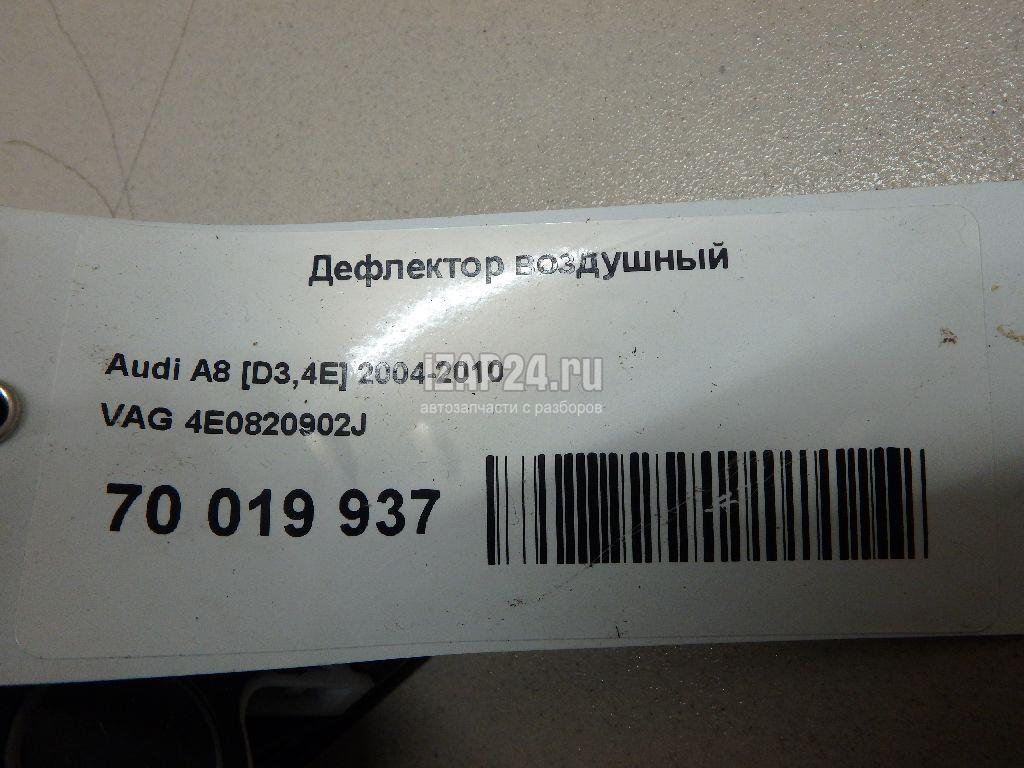 Дефлектор воздушный
Audi A8 [D3,4E] 2004-2010
iZAP24.ru
автозапчасти с разборов
VAG 4E0820902J
70 019 937